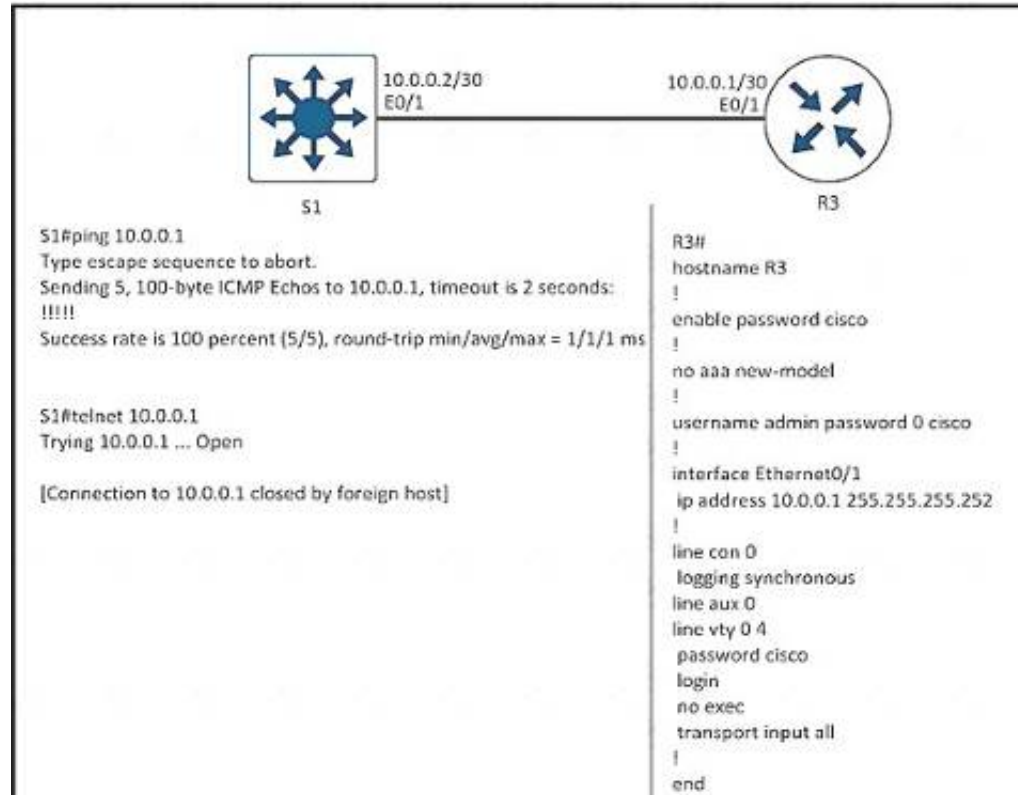 10.0.0.2/30
E0/1
10.0.0.1/30
E0/1
S1
R3
S1#ping 10.0.0.1
Type escape sequence to abort.
Sending 5, 100-byte ICMP Echos to 10.0.0.1, timeout is 2 seconds:
!!!!!
Success rate is 100 percent (5/5), round-trip min/avg/max = 1/1/1 ms
S1#telnet 10.0.0.1
Trying 10.0.0.1 ... Open
[Connection to 10.0.0.1 closed by foreign host]
R3#
hostname R3
!
enable password cisco
!
no aaa new-model
!
username admin password 0 cisco
!
interface Ethernet0/1
ip address 10.0.0.1 255.255.255.252
!
line con 0
logging synchronous
line aux 0
line vty 0 4
password cisco
login
no exec
transport input all
!
end